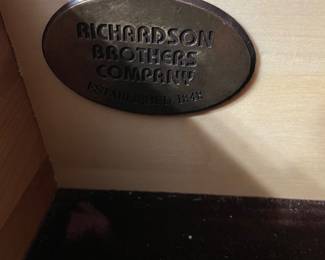 RICHARDSON
BROTHERS
COMPANY
ESTABLISHED 1848